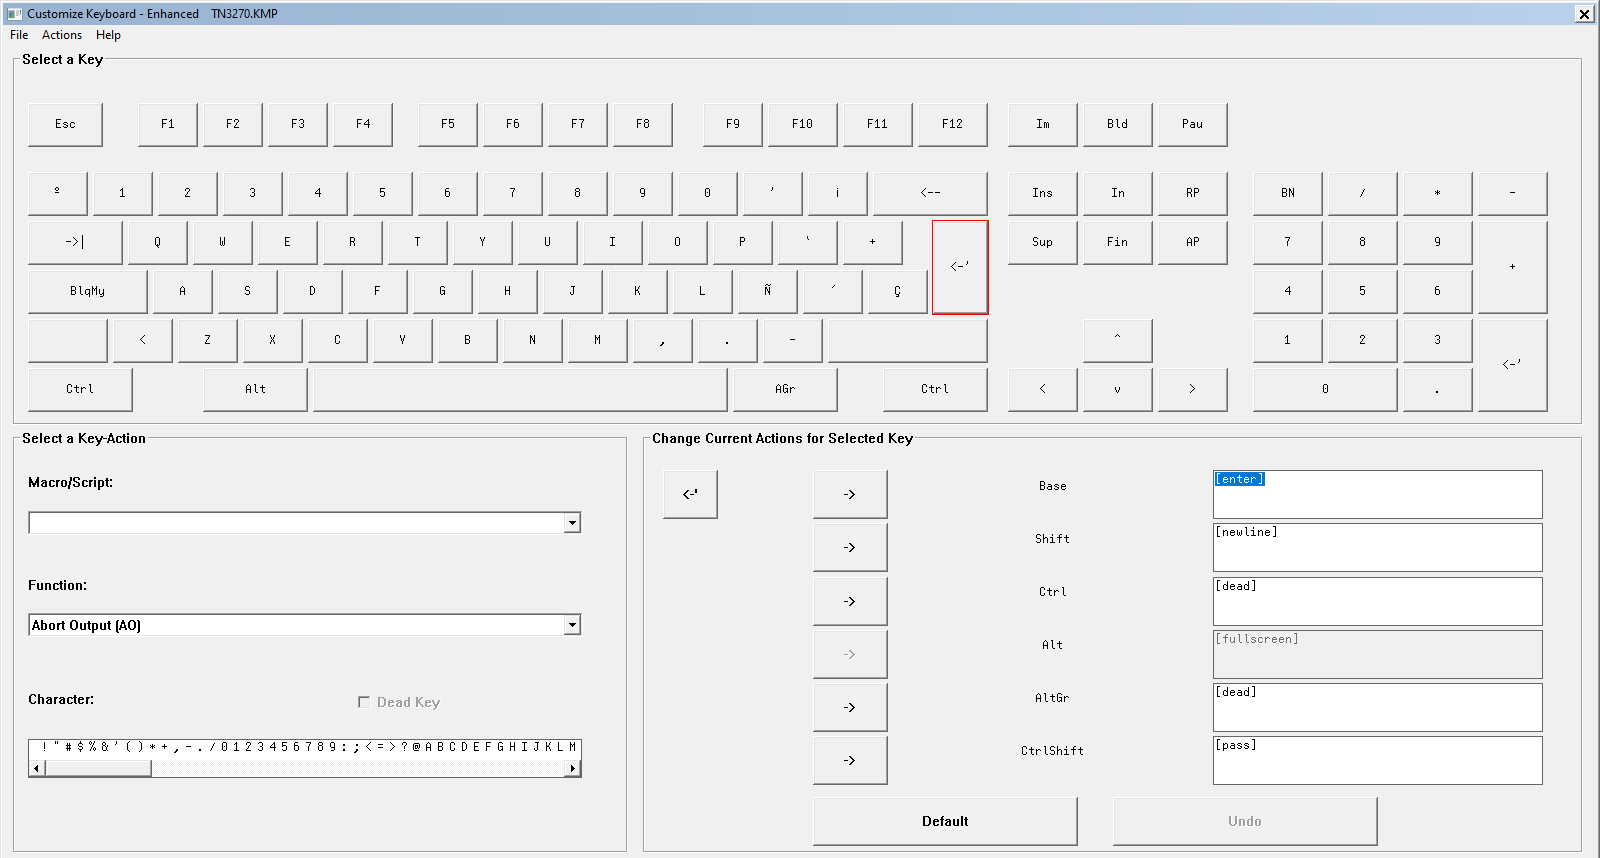 Customize Keyboard - Enhanced TN3270.KMP
File Actions Help
Select a Key
Esc F1 F2 F3 F4 F5 F6 F7 F8 F9 F10 F11 F12 Im Bld Pau
º 1 2 3 4 5 6 7 8 9 0 ' ¡ <-- Ins In RP BN / * -
->| Q W E R T Y U I O P ` + <-' Sup Fin AP 7 8 9 +
BlqMy A S D F G H J K L Ñ ´ Ç 4 5 6
< Z X C V B N M , . - ^ 1 2 3 <-'
Ctrl Alt AGr Ctrl < v > 0 .
Select a Key-Action
Macro/Script:
Function:
Abort Output (AO)
Character:
Dead Key
! " # $ % & ' ( ) * + , - . / 0 1 2 3 4 5 6 7 8 9 : ; < = > ? @ A B C D E F G H I J K L M
Change Current Actions for Selected Key
<-' -> Base [enter]
-> Shift [newline]
-> Ctrl [dead]
-> Alt [fullscreen]
-> AltGr [dead]
-> CtrlShift [pass]
Default Undo